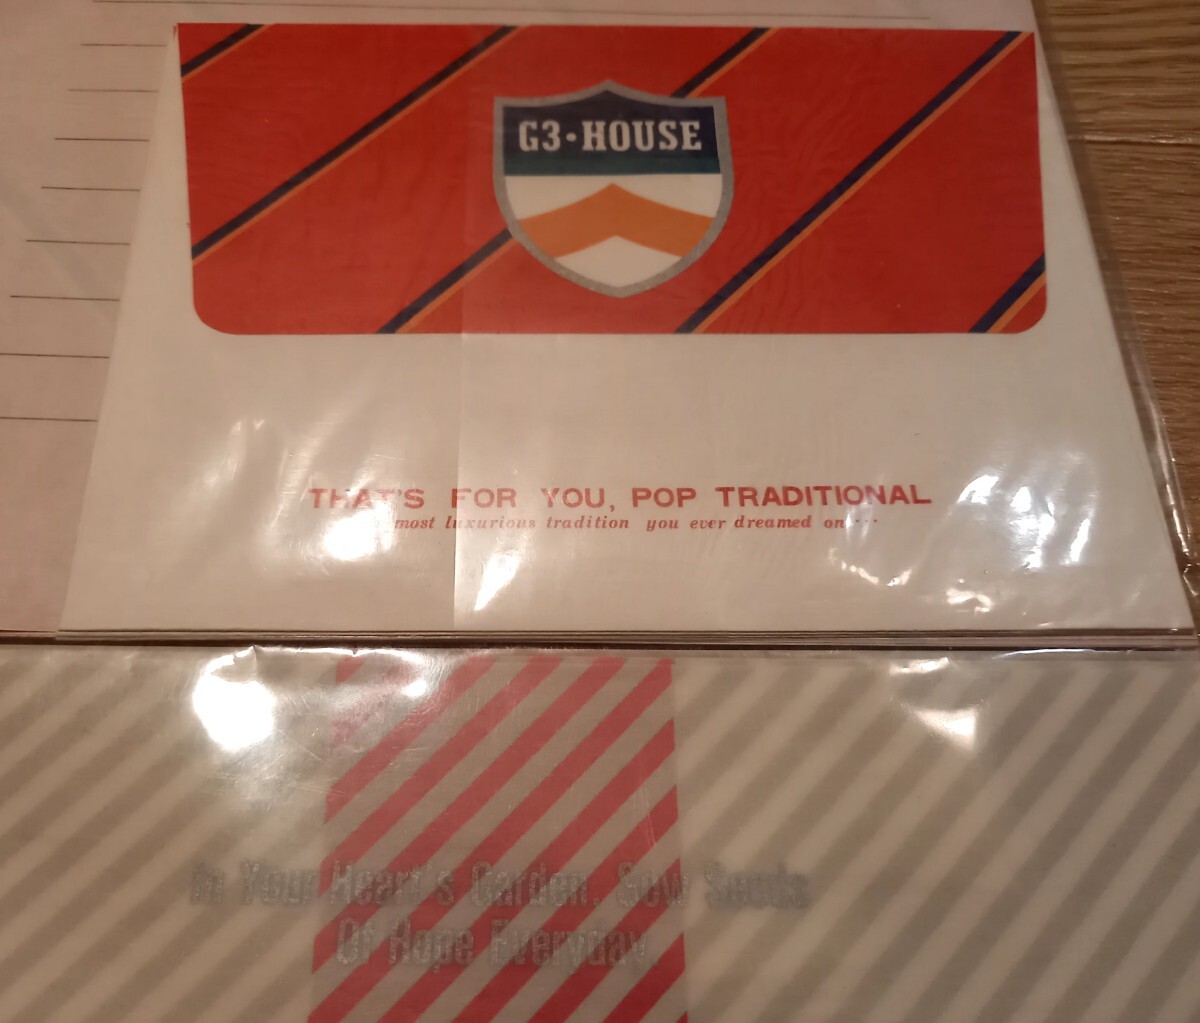 G3·HOUSE
THAT'S FOR YOU, POP TRADITIONAL
most luxurious tradition you ever dreamed on
In Your Heart's Garden, Sow Seeds
Of Hope Everyday